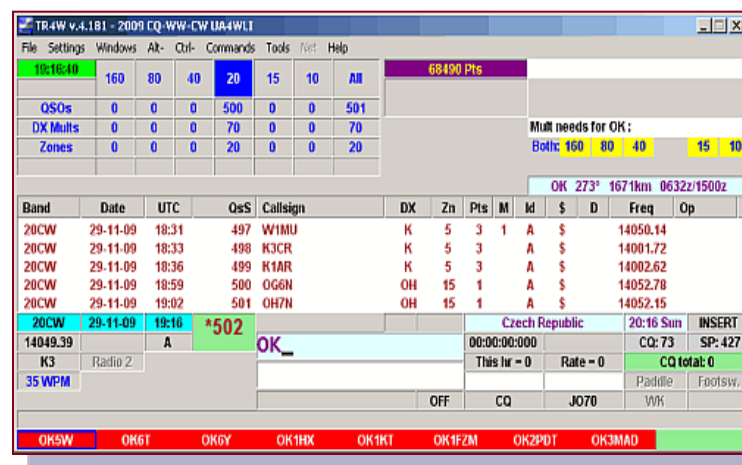 TR4W v.4.181 - 2009 CQ-WW-CW UA4WLI
File Settings Windows Alt- Ctrl- Commands Tools Net Help
19:16:40 160 80 40 20 15 10 All 68490 Pts
QSOs 0 0 0 500 0 0 501
DX Mults 0 0 0 70 0 0 70
Zones 0 0 0 20 0 0 20
Mult needs for OK:
Both: 160 80 40 15 10
OK 273° 1671km 0632z/1500z
Band Date UTC QsS Callsign DX Zn Pts M Id $ D Freq Op
20CW 29-11-09 18:31 497 W1MU K 5 3 1 A $ 14050.14
20CW 29-11-09 18:33 498 K3CR K 5 3 A $ 14001.72
20CW 29-11-09 18:36 499 K1AR K 5 3 A $ 14002.62
20CW 29-11-09 18:59 500 OG6N OH 15 1 A $ 14052.78
20CW 29-11-09 19:02 501 OH7N OH 15 1 A $ 14052.15
20CW 29-11-09 19:16 *502 Czech Republic 20:16 Sun INSERT
14049.39 A OK_ 00:00:00:000 CQ: 73 SP: 427
K3 Radio 2 This hr = 0 Rate = 0 CQ total: 0
35 WPM Paddle Footsw.
OFF CQ JO70 WK
OK5W OK6T OK6Y OK1HX OK1KT OK1FZM OK2PDT OK3MAD